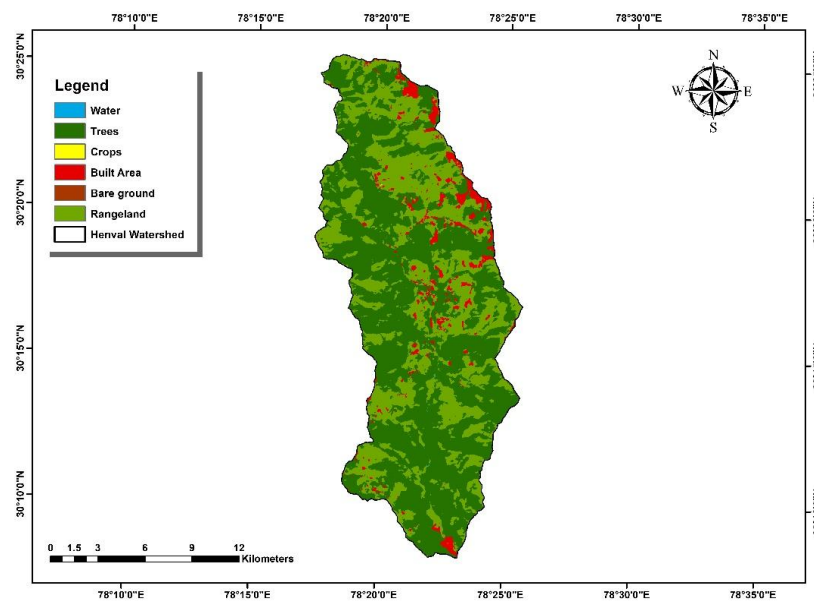 78°10'0"E 78°15'0"E 78°20'0"E 78°25'0"E 78°30'0"E 78°35'0"E
30°25'0"N
N
W E
S
Legend
Water
Trees
Crops
Built Area
Bare ground
Rangeland
Henval Watershed
30°20'0"N
30°15'0"N
30°10'0"N
0 1.5 3 6 9 12
Kilometers
78°10'0"E 78°15'0"E 78°20'0"E 78°25'0"E 78°30'0"E 78°35'0"E